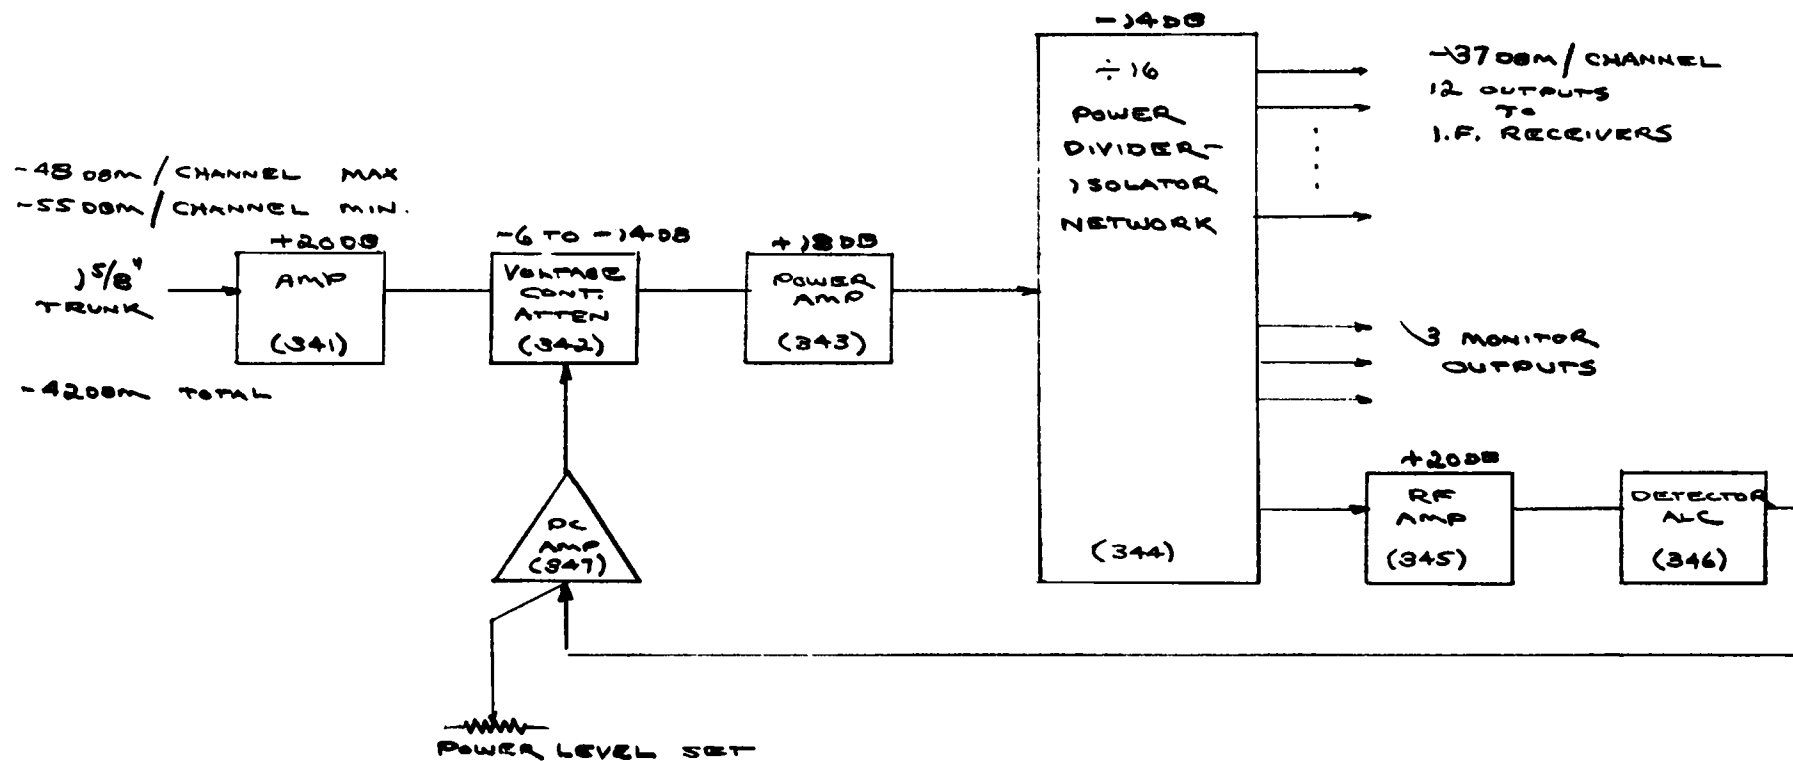 -14DB
÷16
POWER
DIVIDER-
ISOLATOR
NETWORK
(344)
-37DBM/CHANNEL
12 OUTPUTS
TO
I.F. RECEIVERS
-48 DBM/CHANNEL MAX
-55 DBM/CHANNEL MIN.
1 5/8"
TRUNK
-42DBM TOTAL
+20DB
AMP
(341)
-6 TO -14DB
VOLTAGE
CONT.
ATTEN
(342)
+18DB
POWER
AMP
(343)
3 MONITOR
OUTPUTS
+20DB
RF
AMP
(345)
DETECTOR
ALC
(346)
DC
AMP
(347)
POWER LEVEL SET